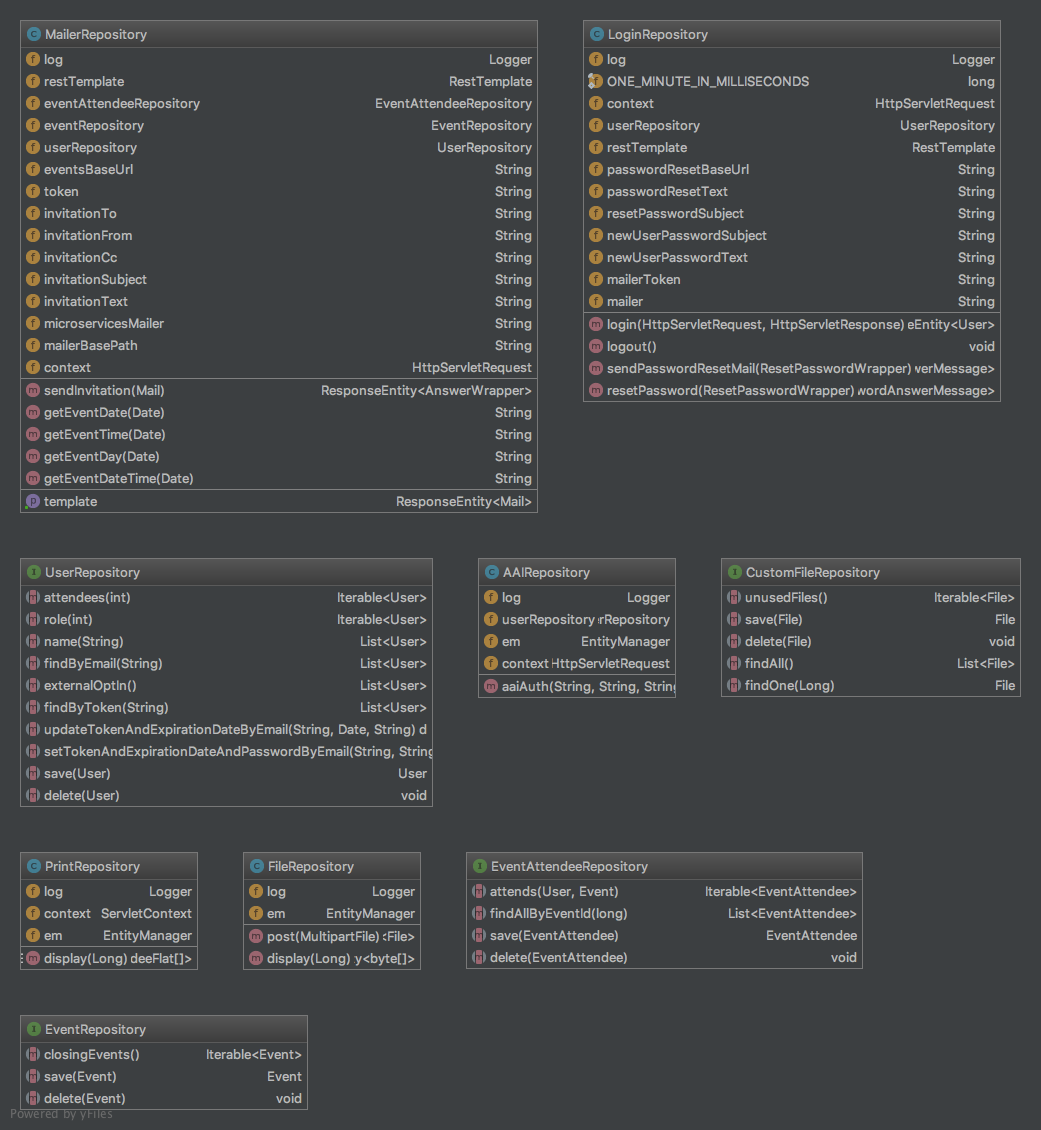 MailerRepository
log Logger
restTemplate RestTemplate
eventAttendeeRepository EventAttendeeRepository
eventRepository EventRepository
userRepository UserRepository
eventsBaseUrl String
token String
invitationTo String
invitationFrom String
invitationCc String
invitationSubject String
invitationText String
microservicesMailer String
mailerBasePath String
context HttpServletRequest
sendInvitation(Mail) ResponseEntity<AnswerWrapper>
getEventDate(Date) String
getEventTime(Date) String
getEventDay(Date) String
getEventDateTime(Date) String
template ResponseEntity<Mail>
LoginRepository
log Logger
ONE_MINUTE_IN_MILLISECONDS long
context HttpServletRequest
userRepository UserRepository
restTemplate RestTemplate
passwordResetBaseUrl String
passwordResetText String
resetPasswordSubject String
newUserPasswordSubject String
newUserPasswordText String
mailerToken String
mailer String
login(HttpServletRequest, HttpServletResponse) eEntity<User>
logout() void
sendPasswordResetMail(ResetPasswordWrapper) werMessage>
resetPassword(ResetPasswordWrapper) wordAnswerMessage>
UserRepository
attendees(int) Iterable<User>
role(int) Iterable<User>
name(String) List<User>
findByEmail(String) List<User>
externalOptIn() List<User>
findByToken(String) List<User>
updateTokenAndExpirationDateByEmail(String, Date, String) d
setTokenAndExpirationDateAndPasswordByEmail(String, String
save(User) User
delete(User) void
AAIRepository
log Logger
userRepository rRepository
em EntityManager
context HttpServletRequest
aaiAuth(String, String, String
CustomFileRepository
unusedFiles() Iterable<File>
save(File) File
delete(File) void
findAll() List<File>
findOne(Long) File
PrintRepository
log Logger
context ServletContext
em EntityManager
display(Long) deeFlat[]>
FileRepository
log Logger
em EntityManager
post(MultipartFile) <File>
display(Long) y<byte[]>
EventAttendeeRepository
attends(User, Event) Iterable<EventAttendee>
findAllByEventId(long) List<EventAttendee>
save(EventAttendee) EventAttendee
delete(EventAttendee) void
EventRepository
closingEvents() Iterable<Event>
save(Event) Event
delete(Event) void
Powered by yFiles